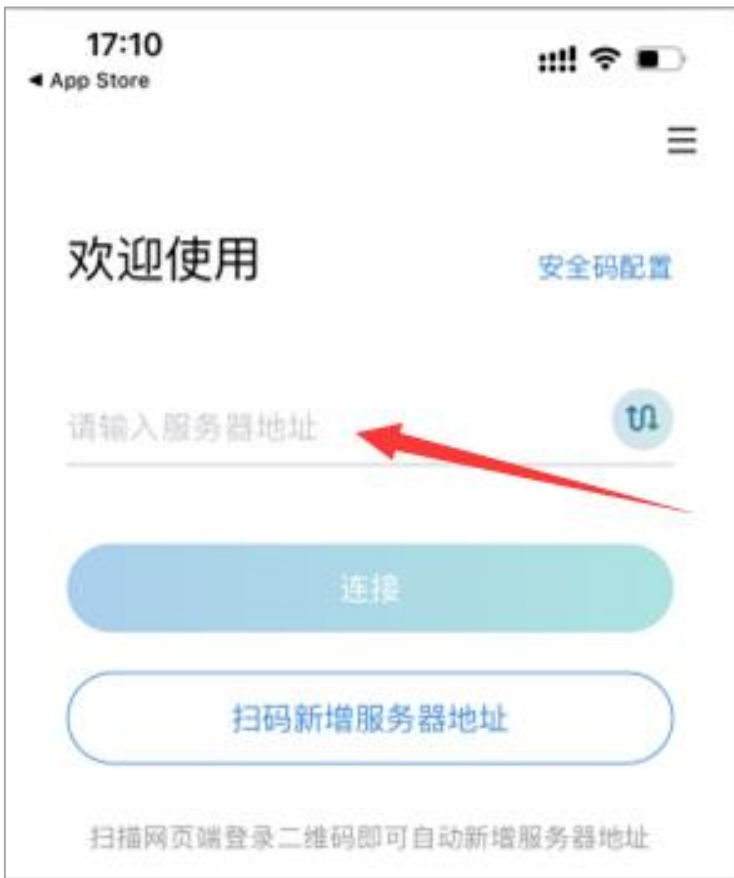 17:10
◀ App Store
欢迎使用
安全码配置
请输入服务器地址
连接
扫码新增服务器地址
扫描网页端登录二维码即可自动新增服务器地址